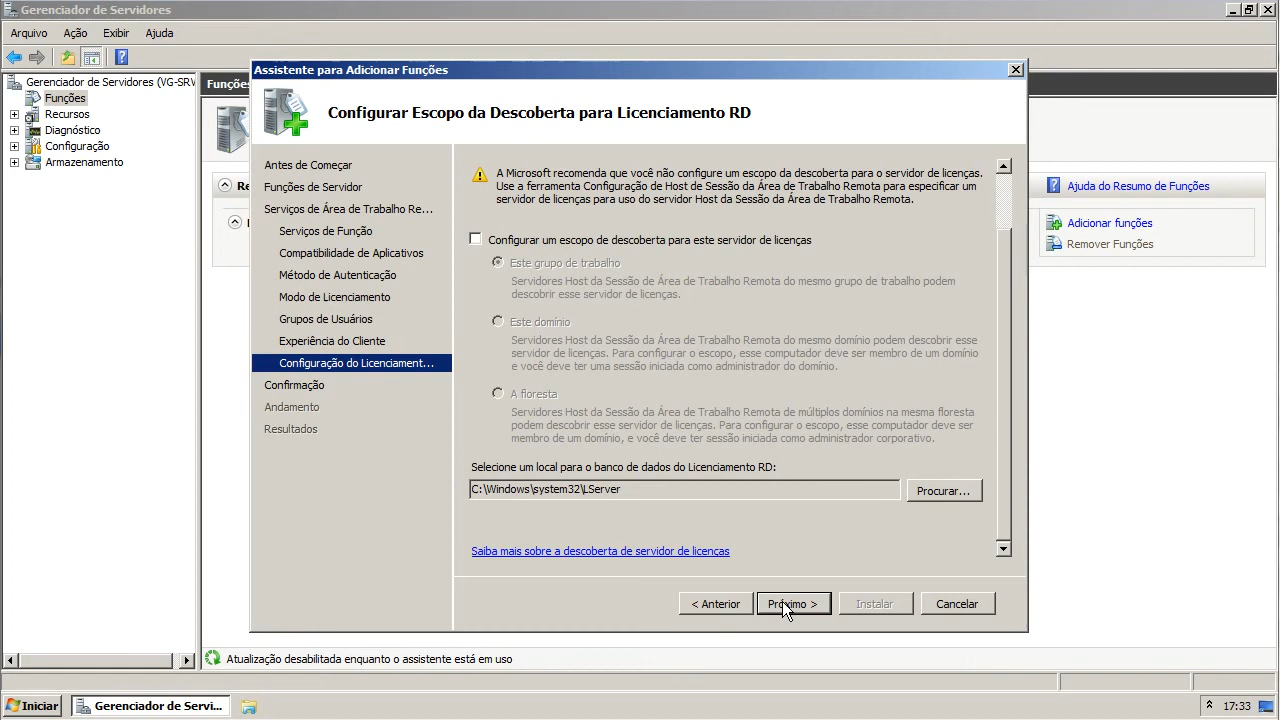 Gerenciador de Servidores
Arquivo Ação Exibir Ajuda
Gerenciador de Servidores (VG-SRV
Funções
Recursos
Diagnóstico
Configuração
Armazenamento
Funções
Ajuda do Resumo de Funções
Adicionar funções
Remover Funções
Assistente para Adicionar Funções
Configurar Escopo da Descoberta para Licenciamento RD
Antes de Começar
Funções de Servidor
Serviços de Área de Trabalho Re...
Serviços de Função
Compatibilidade de Aplicativos
Método de Autenticação
Modo de Licenciamento
Grupos de Usuários
Experiência do Cliente
Configuração do Licenciament...
Confirmação
Andamento
Resultados
A Microsoft recomenda que você não configure um escopo da descoberta para o servidor de licenças.
Use a ferramenta Configuração de Host de Sessão da Área de Trabalho Remota para especificar um
servidor de licenças para uso do servidor Host da Sessão da Área de Trabalho Remota.
Configurar um escopo de descoberta para este servidor de licenças
Este grupo de trabalho
Servidores Host da Sessão de Área de Trabalho Remota do mesmo grupo de trabalho podem
descobrir esse servidor de licenças.
Este domínio
Servidores Host da Sessão da Área de Trabalho Remota do mesmo domínio podem descobrir esse
servidor de licenças. Para configurar o escopo, esse computador deve ser membro de um domínio
e você deve ter uma sessão iniciada como administrador do domínio.
A floresta
Servidores Host da Sessão da Área de Trabalho Remota de múltiplos domínios na mesma floresta
podem descobrir esse servidor de licenças. Para configurar o escopo, esse computador deve ser
membro de um domínio, e você deve ter sessão iniciada como administrador corporativo.
Selecione um local para o banco de dados do Licenciamento RD:
C:\Windows\system32\LServer
Procurar...
Saiba mais sobre a descoberta de servidor de licenças
< Anterior Próximo > Instalar Cancelar
Atualização desabilitada enquanto o assistente está em uso
Iniciar Gerenciador de Servi... 17:33